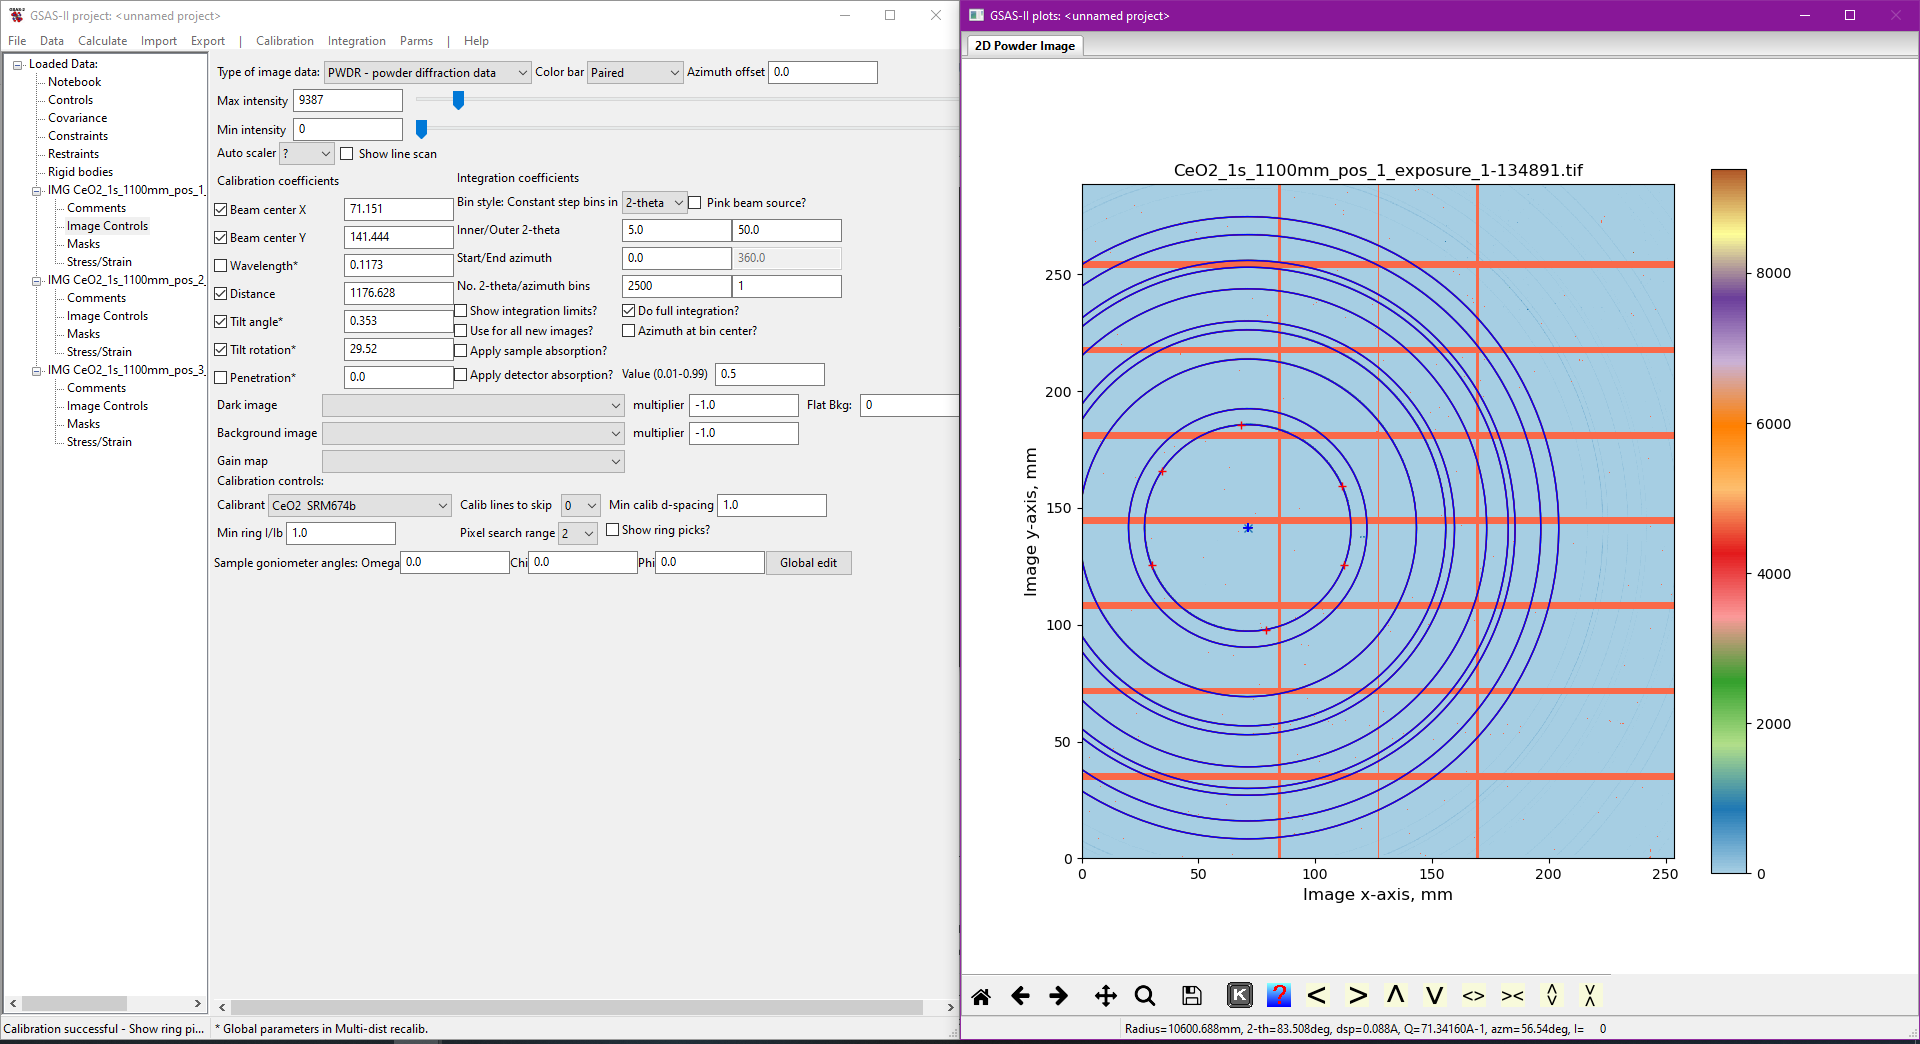 GSAS-II project: <unnamed project>
File Data Calculate Import Export | Calibration Integration Parms | Help
Loaded Data:
Notebook
Controls
Covariance
Constraints
Restraints
Rigid bodies
IMG CeO2_1s_1100mm_pos_1_
Comments
Image Controls
Masks
Stress/Strain
IMG CeO2_1s_1100mm_pos_2_
Comments
Image Controls
Masks
Stress/Strain
IMG CeO2_1s_1100mm_pos_3_
Comments
Image Controls
Masks
Stress/Strain
Type of image data: PWDR - powder diffraction data Color bar Paired Azimuth offset 0.0
Max intensity 9387
Min intensity 0
Auto scaler ? Show line scan
Calibration coefficients
Beam center X 71.151
Beam center Y 141.444
Wavelength* 0.1173
Distance 1176.628
Tilt angle* 0.353
Tilt rotation* 29.52
Penetration* 0.0
Integration coefficients
Bin style: Constant step bins in 2-theta Pink beam source?
Inner/Outer 2-theta 5.0 50.0
Start/End azimuth 0.0 360.0
No. 2-theta/azimuth bins 2500 1
Show integration limits? Do full integration?
Use for all new images? Azimuth at bin center?
Apply sample absorption?
Apply detector absorption? Value (0.01-0.99) 0.5
Dark image multiplier -1.0 Flat Bkg: 0
Background image multiplier -1.0
Gain map
Calibration controls:
Calibrant CeO2 SRM674b Calib lines to skip 0 Min calib d-spacing 1.0
Min ring I/Ib 1.0 Pixel search range 2 Show ring picks?
Sample goniometer angles: Omega 0.0 Chi 0.0 Phi 0.0 Global edit
Calibration successful - Show ring pi... * Global parameters in Multi-dist recalib.
GSAS-II plots: <unnamed project>
2D Powder Image
CeO2_1s_1100mm_pos_1_exposure_1-134891.tif
250
200
150
100
50
0
Image y-axis, mm
0 50 100 150 200 250
Image x-axis, mm
8000
6000
4000
2000
0
K ? < > Λ V <> ><
Radius=10600.688mm, 2-th=83.508deg, dsp=0.088A, Q=71.34160A-1, azm=56.54deg, I= 0